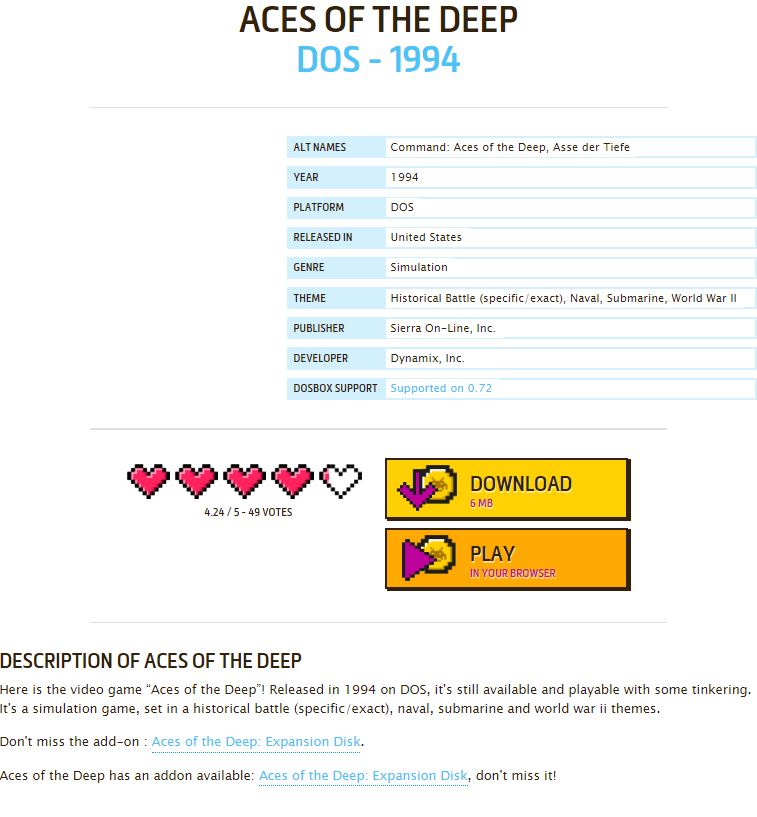 ACES OF THE DEEP
DOS - 1994
ALT NAMES Command: Aces of the Deep, Asse der Tiefe
YEAR 1994
PLATFORM DOS
RELEASED IN United States
GENRE Simulation
THEME Historical Battle (specific/exact), Naval, Submarine, World War II
PUBLISHER Sierra On-Line, Inc.
DEVELOPER Dynamix, Inc.
DOSBOX SUPPORT Supported on 0.72
4.24 / 5 - 49 VOTES
DOWNLOAD
6 MB
PLAY
IN YOUR BROWSER
DESCRIPTION OF ACES OF THE DEEP
Here is the video game “Aces of the Deep”! Released in 1994 on DOS, it's still available and playable with some tinkering.
It's a simulation game, set in a historical battle (specific/exact), naval, submarine and world war ii themes.
Don't miss the add-on : Aces of the Deep: Expansion Disk.
Aces of the Deep has an addon available: Aces of the Deep: Expansion Disk, don't miss it!